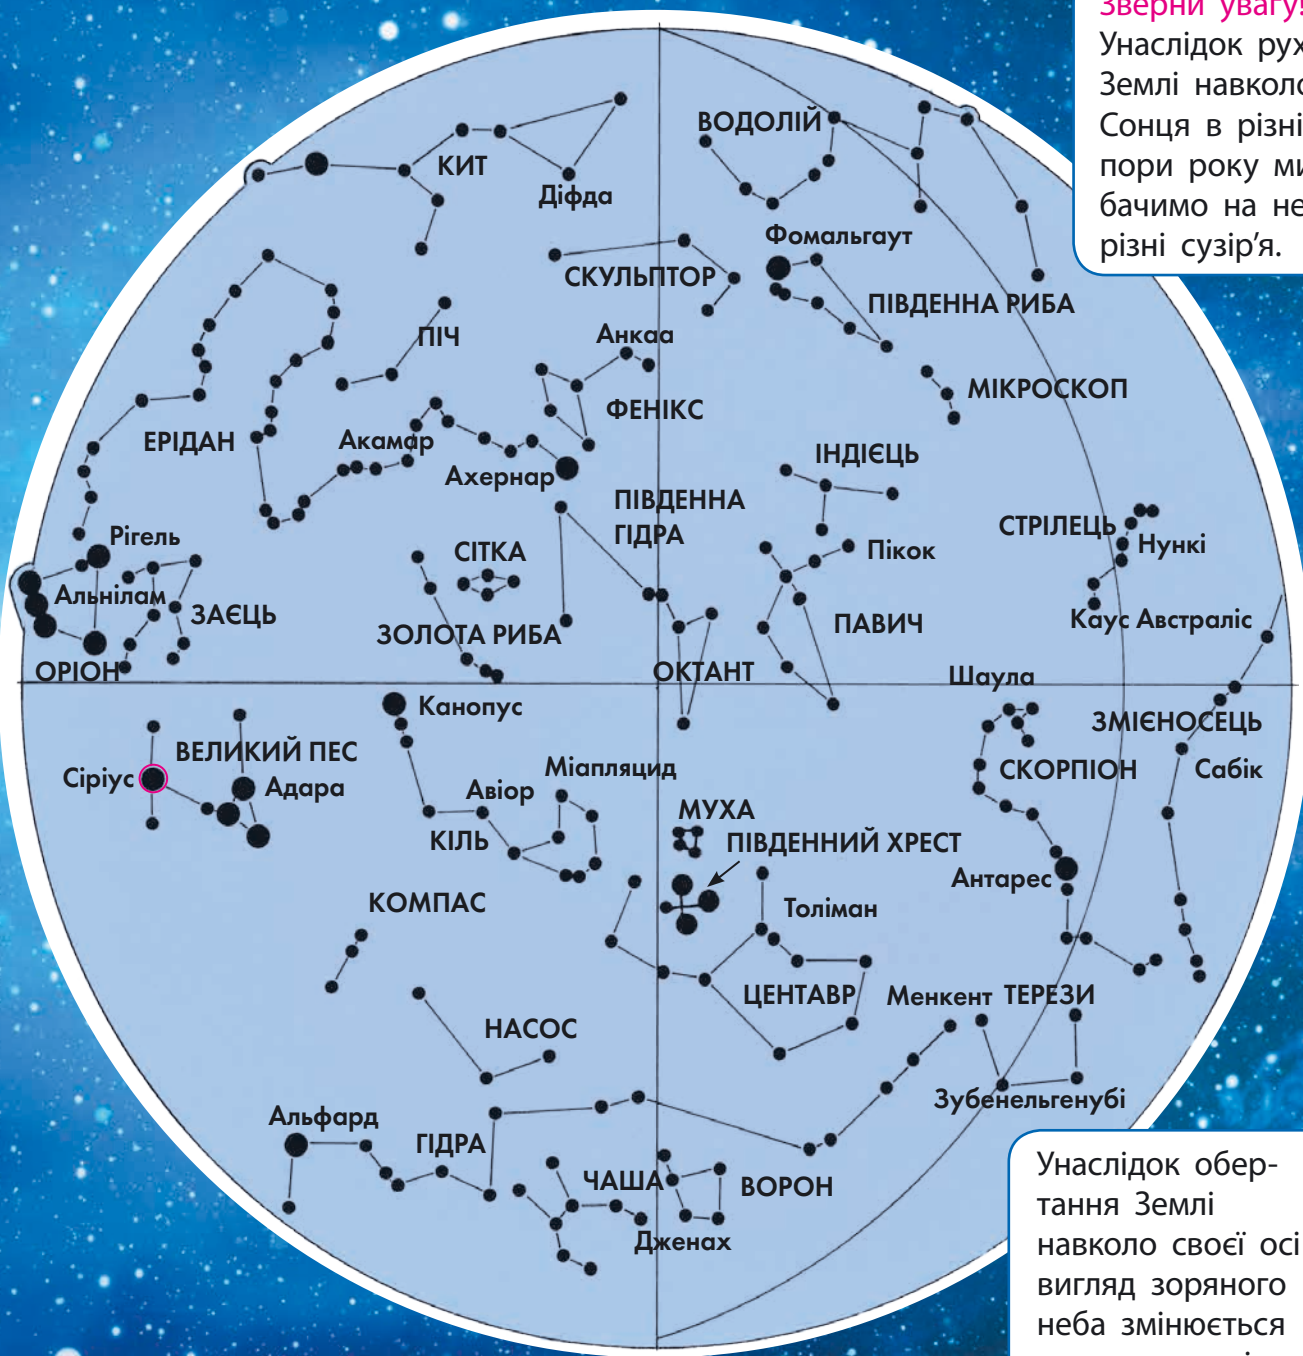 Зверни увагу!
Унаслідок рух
Землі навколо
Сонця в різні
пори року ми
бачимо на не
різні сузір'я.
ВОДОЛІЙ
КИТ
Діфда
Фомальгаут
СКУЛЬПТОР
ПІВДЕННА РИБА
ПІЧ
Анкаа
МІКРОСКОП
ФЕНІКС
ЕРІДАН
Акамар
ІНДІЄЦЬ
Ахернар
ПІВДЕННА
ГІДРА
СТРІЛЕЦЬ
Рігель
СІТКА
Пікок
Нункі
Альнілам
ЗАЄЦЬ
ЗОЛОТА РИБА
ПАВИЧ
Каус Австраліс
ОРІОН
ОКТАНТ
Шаула
Канопус
ЗМІЄНОСЕЦЬ
ВЕЛИКИЙ ПЕС
Сіріус
Адара
Авіор
Міапляцид
СКОРПІОН
Сабік
МУХА
КІЛЬ
ПІВДЕННИЙ ХРЕСТ
Антарес
КОМПАС
Толіман
ЦЕНТАВР
Менкент
ТЕРЕЗИ
НАСОС
Зубенельгенубі
Альфард
ГІДРА
ЧАША
ВОРОН
Дженах
Унаслідок обер-
тання Землі
навколо своєї осі
вигляд зоряного
неба змінюється